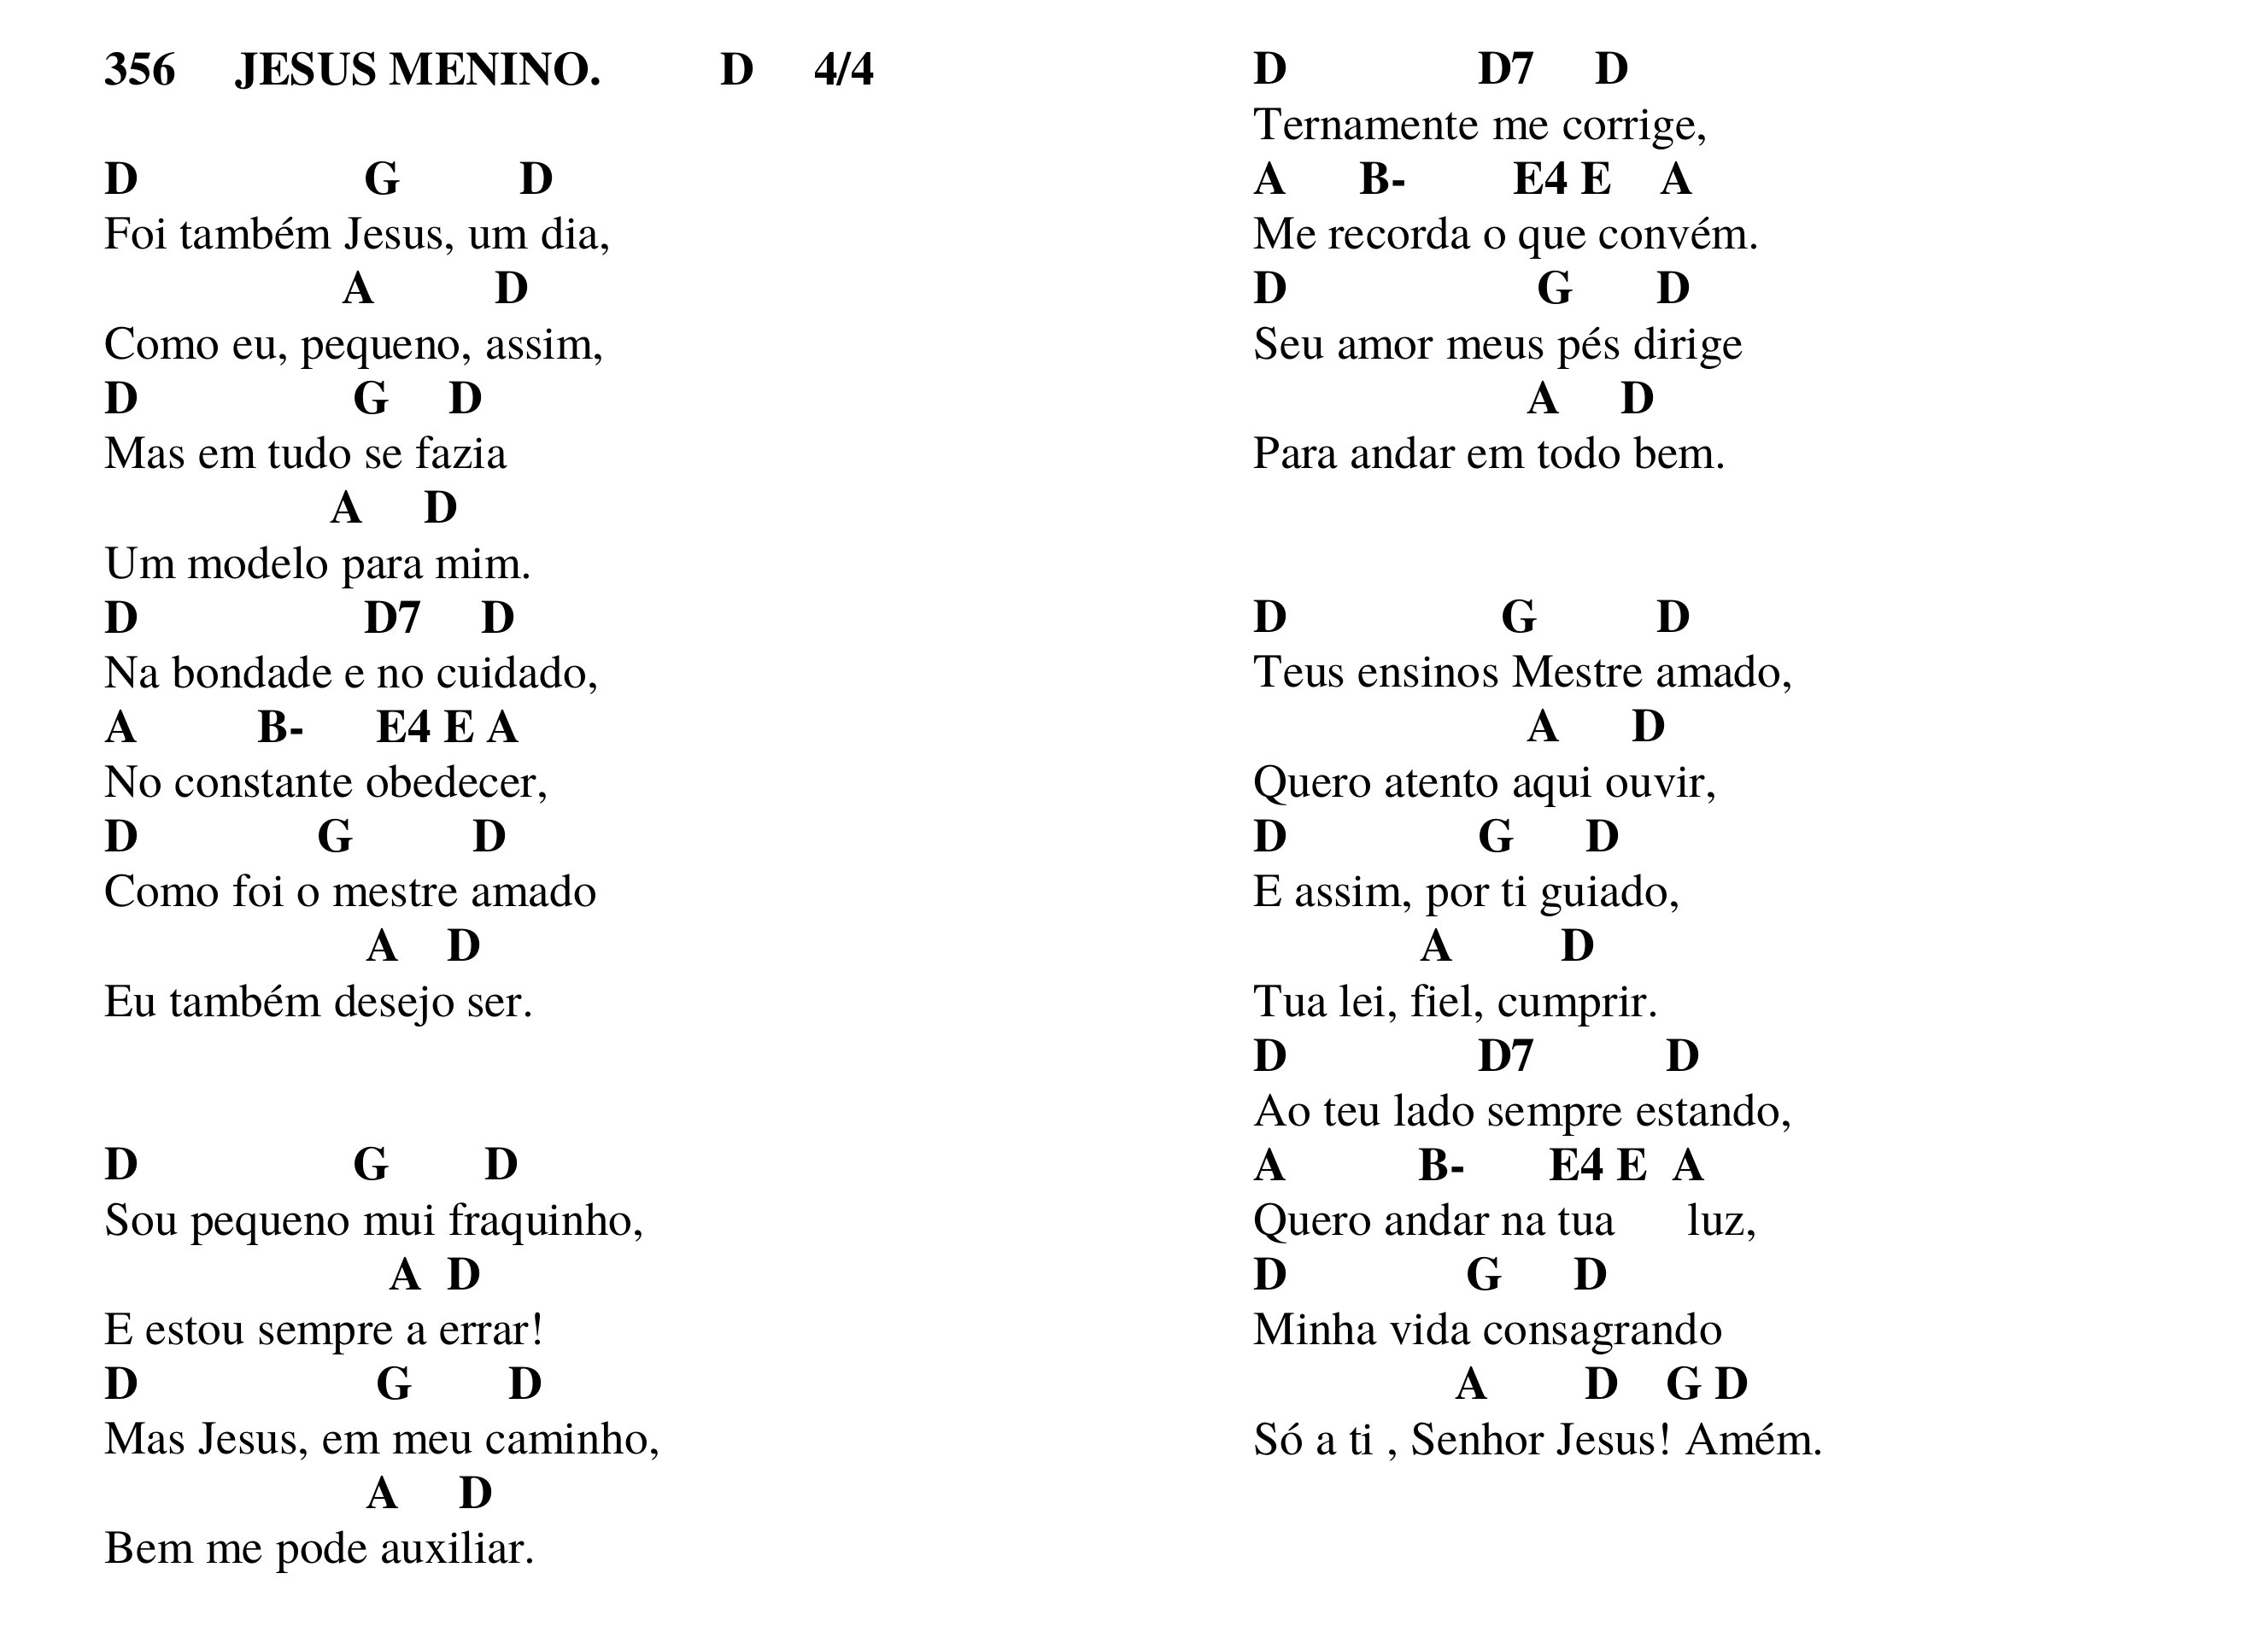 356 JESUS MENINO. D 4/4
D G D
Foi também Jesus, um dia,
A D
Como eu, pequeno, assim,
D G D
Mas em tudo se fazia
A D
Um modelo para mim.
D D7 D
Na bondade e no cuidado,
A B- E4 E A
No constante obedecer,
D G D
Como foi o mestre amado
A D
Eu também desejo ser.
D G D
Sou pequeno mui fraquinho,
A D
E estou sempre a errar!
D G D
Mas Jesus, em meu caminho,
A D
Bem me pode auxiliar.
D D7 D
Ternamente me corrige,
A B- E4 E A
Me recorda o que convém.
D G D
Seu amor meus pés dirige
A D
Para andar em todo bem.
D G D
Teus ensinos Mestre amado,
A D
Quero atento aqui ouvir,
D G D
E assim, por ti guiado,
A D
Tua lei, fiel, cumprir.
D D7 D
Ao teu lado sempre estando,
A B- E4 E A
Quero andar na tua luz,
D G D
Minha vida consagrando
A D G D
Só a ti , Senhor Jesus! Amém.